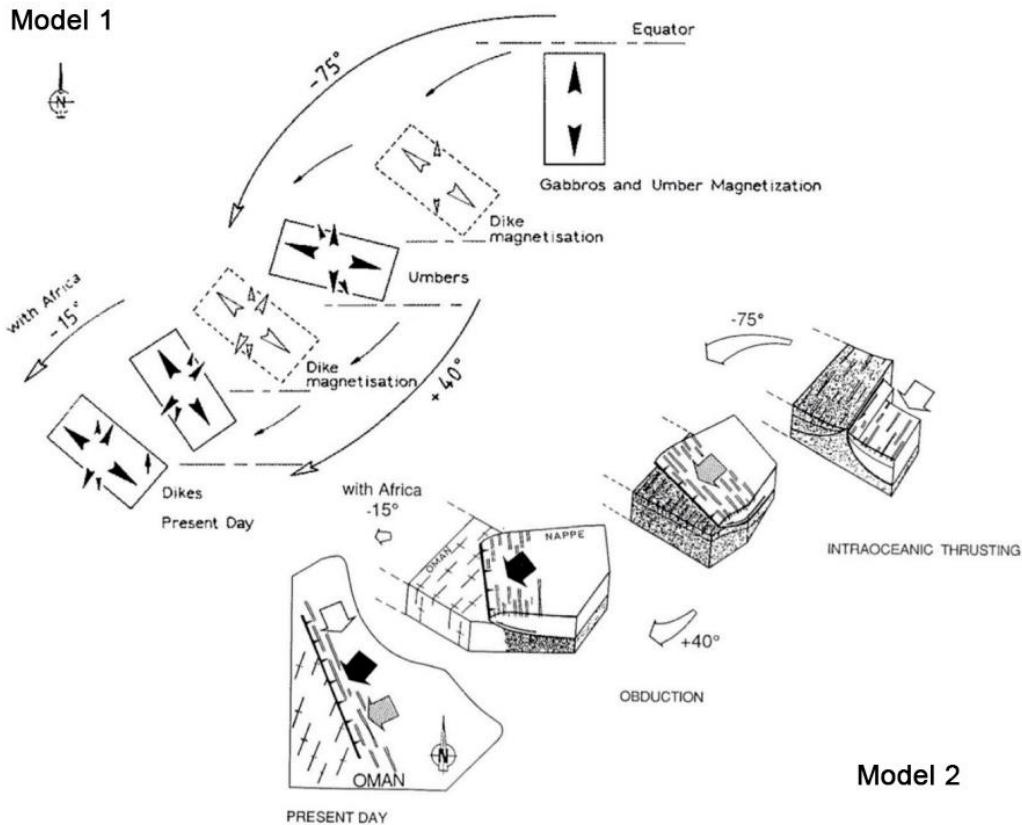 Model 1
N
Equator
-75°
Gabbros and Umber Magnetization
Dike
magnetisation
Umbers
with Africa
-15°
Dike
magnetisation
+40°
Dikes
Present Day
-75°
INTRAOCEANIC THRUSTING
with Africa
-15°
OMAN
NAPPE
+40°
OBDUCTION
N
OMAN
PRESENT DAY
Model 2